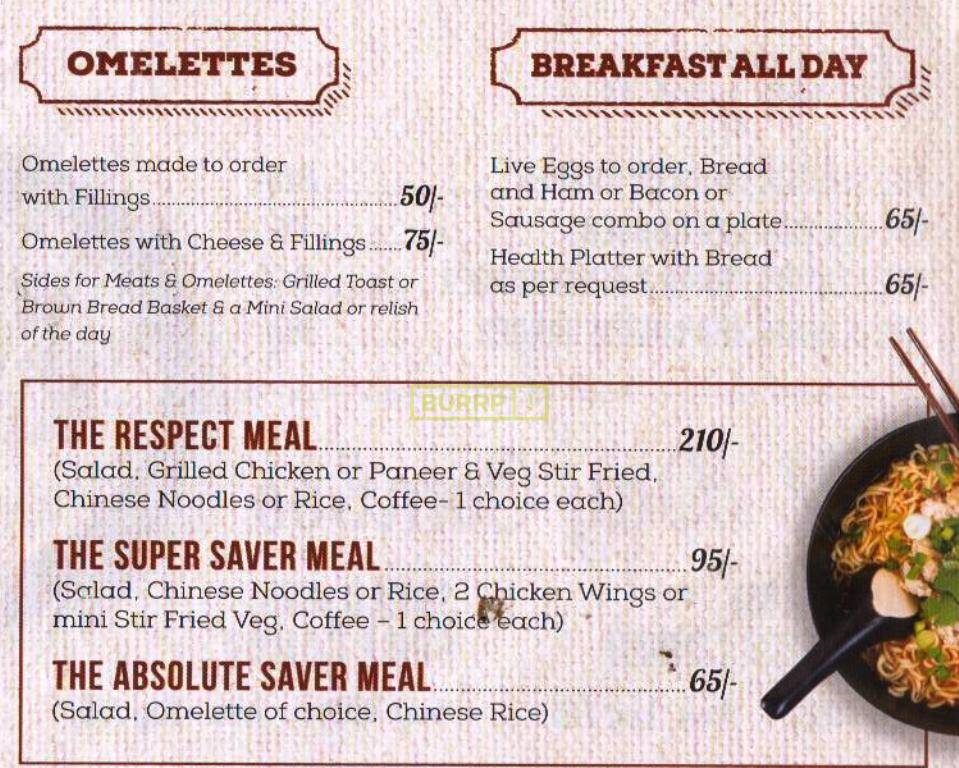 OMELETTES
Omelettes made to order
with Fillings..........50/-
Omelettes with Cheese & Fillings......75/-
Sides for Meats & Omelettes: Grilled Toast or
Brown Bread Basket & a Mini Salad or relish
of the day
BREAKFAST ALL DAY
Live Eggs to order, Bread
and Ham or Bacon or
Sausage combo on a plate..........65/-
Health Platter with Bread
as per request..........65/-
BURRP
THE RESPECT MEAL..........210/-
(Salad, Grilled Chicken or Paneer & Veg Stir Fried,
Chinese Noodles or Rice, Coffee- 1 choice each)
THE SUPER SAVER MEAL..........95/-
(Salad, Chinese Noodles or Rice, 2 Chicken Wings or
mini Stir Fried Veg, Coffee – 1 choice each)
THE ABSOLUTE SAVER MEAL..........65/-
(Salad, Omelette of choice, Chinese Rice)